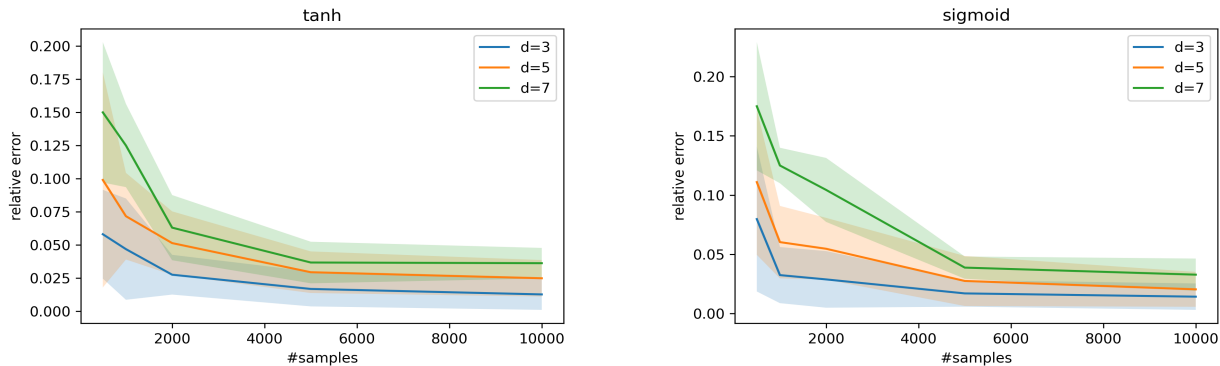 tanh
relative error
0.200
0.175
0.150
0.125
0.100
0.075
0.050
0.025
0.000
d=3
d=5
d=7
2000 4000 6000 8000 10000
#samples
sigmoid
relative error
0.20
0.15
0.10
0.05
0.00
d=3
d=5
d=7
2000 4000 6000 8000 10000
#samples